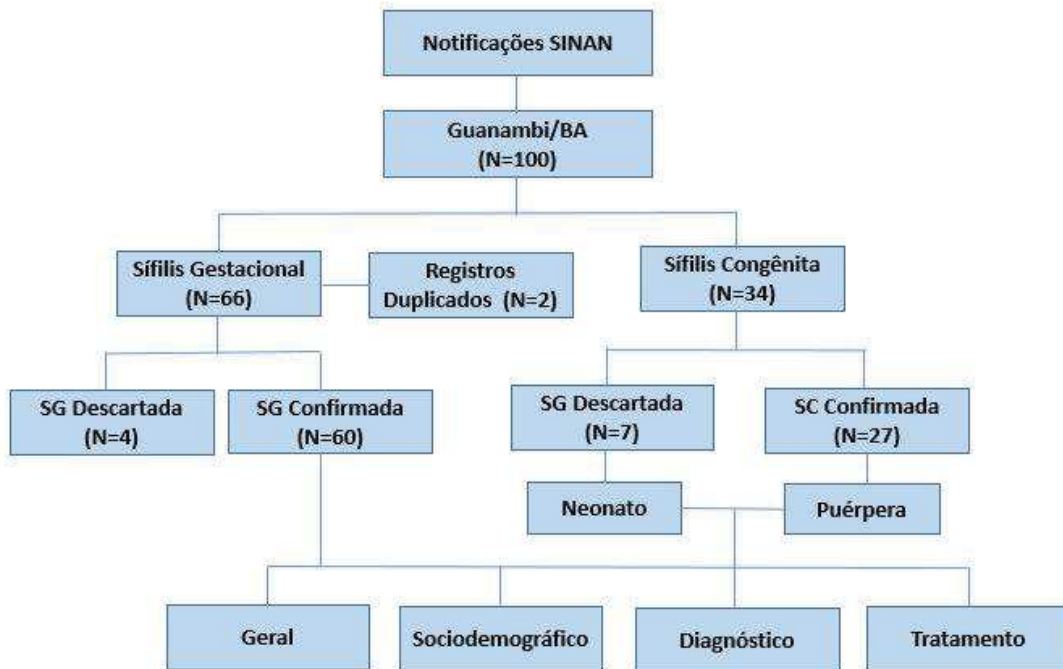 Notificações SINAN
Guanambi/BA
(N=100)
Sífilis Gestacional
(N=66)
Registros
Duplicados (N=2)
Sífilis Congênita
(N=34)
SG Descartada
(N=4)
SG Confirmada
(N=60)
SG Descartada
(N=7)
SC Confirmada
(N=27)
Neonato
Puérpera
Geral
Sociodemográfico
Diagnóstico
Tratamento